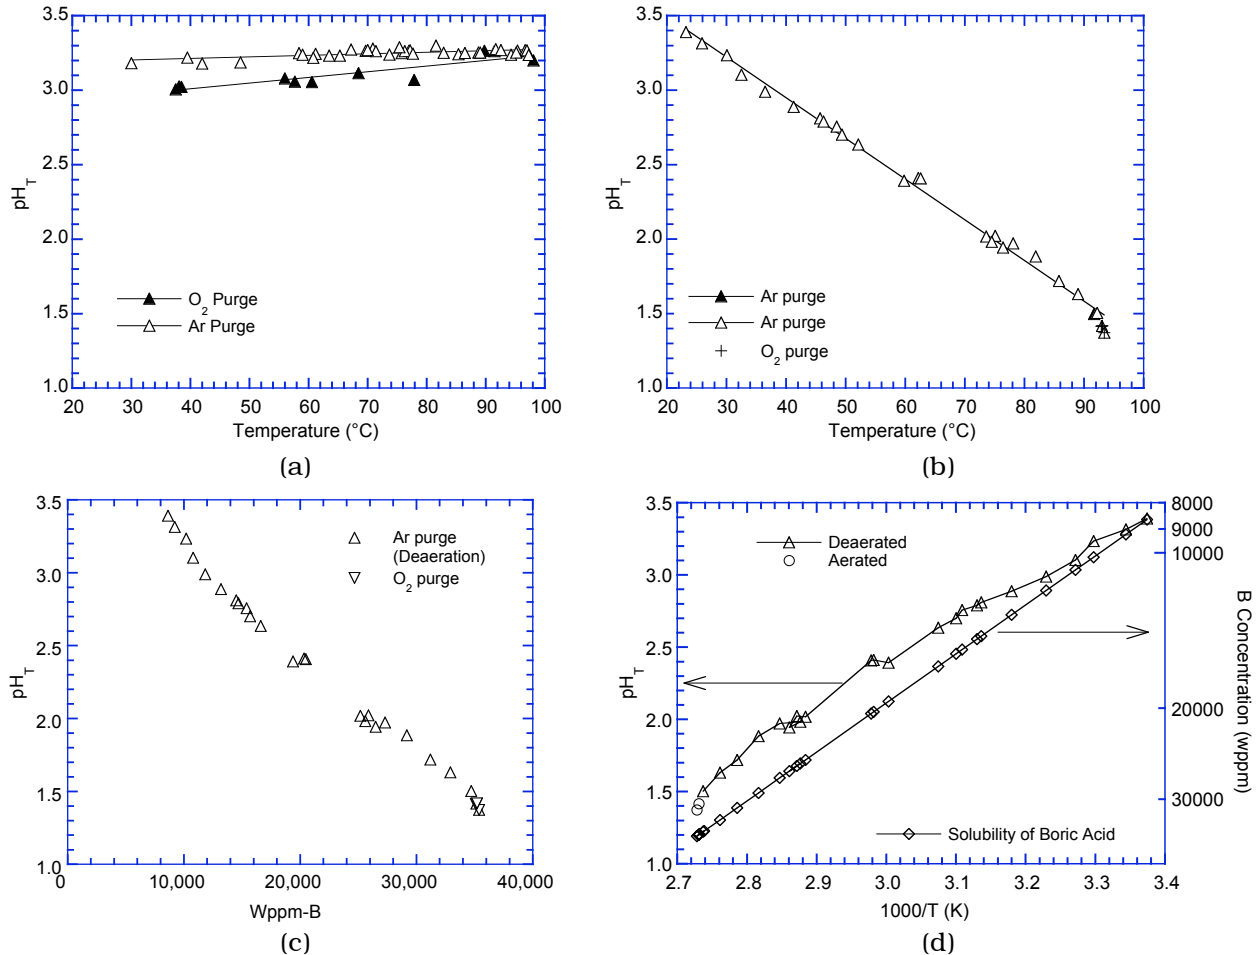 3.5
3.0
2.5
2.0
1.5
1.0
pH_T
O_2 Purge
Ar Purge
20 30 40 50 60 70 80 90 100
Temperature (°C)
(a)
3.5
3.0
2.5
2.0
1.5
1.0
pH_T
Ar purge
Ar purge
O_2 purge
20 30 40 50 60 70 80 90 100
Temperature (°C)
(b)
3.5
3.0
2.5
2.0
1.5
1.0
pH_T
Ar purge
(Deaeration)
O_2 purge
0 10,000 20,000 30,000 40,000
Wppm-B
(c)
3.5
3.0
2.5
2.0
1.5
1.0
pH_T
Deaerated
Aerated
Solubility of Boric Acid
8000
9000
10000
20000
30000
B Concentration (wppm)
2.7 2.8 2.9 3.0 3.1 3.2 3.3 3.4
1000/T (K)
(d)